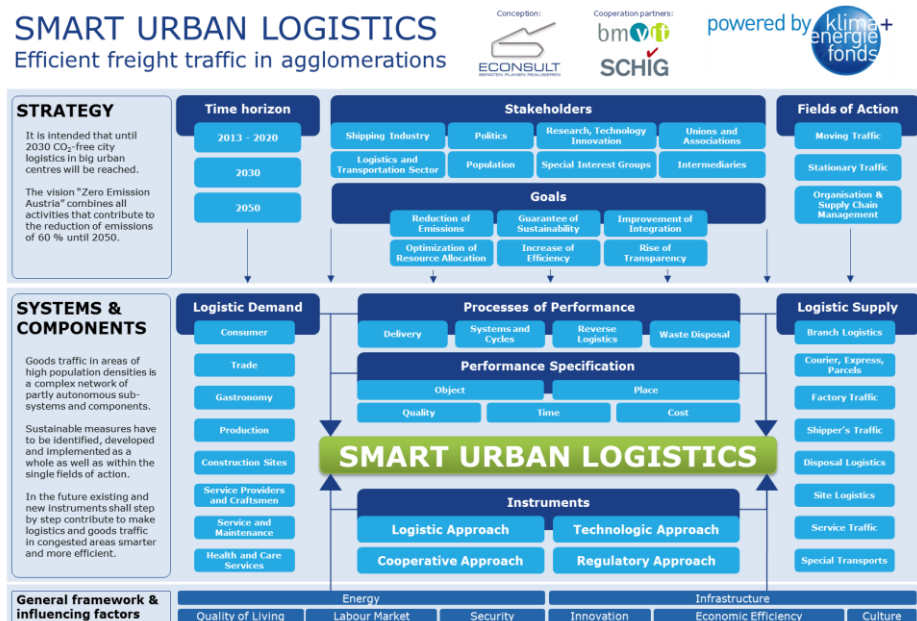 SMART URBAN LOGISTICS
Efficient freight traffic in agglomerations
Conception:
ECONSULT
BERATEN PLANEN REALISIEREN
Cooperation partners:
bmvit
SCHIG
powered by klima+
energie
fonds
STRATEGY
It is intended that until
2030 CO₂-free city
logistics in big urban
centres will be reached.
The vision "Zero Emission
Austria" combines all
activities that contribute to
the reduction of emissions
of 60 % until 2050.
Time horizon
2013 - 2020
2030
2050
Stakeholders
Shipping Industry
Politics
Research, Technology
Innovation
Unions and
Associations
Logistics and
Transportation Sector
Population
Special Interest Groups
Intermediaries
Goals
Reduction of
Emissions
Guarantee of
Sustainability
Improvement of
Integration
Optimization of
Resource Allocation
Increase of
Efficiency
Rise of
Transparency
Fields of Action
Moving Traffic
Stationary Traffic
Organisation &
Supply Chain
Management
SYSTEMS &
COMPONENTS
Goods traffic in areas of
high population densities is
a complex network of
partly autonomous sub-
systems and components.
Sustainable measures have
to be identified, developed
and implemented as a
whole as well as within the
single fields of action.
In the future existing and
new instruments shall step
by step contribute to make
logistics and goods traffic
in congested areas smarter
and more efficient.
Logistic Demand
Consumer
Trade
Gastronomy
Production
Construction Sites
Service Providers
and Craftsmen
Service and
Maintenance
Health and Care
Services
Processes of Performance
Delivery
Systems and
Cycles
Reverse
Logistics
Waste Disposal
Performance Specification
Object
Place
Quality
Time
Cost
SMART URBAN LOGISTICS
Instruments
Logistic Approach
Technologic Approach
Cooperative Approach
Regulatory Approach
Logistic Supply
Branch Logistics
Courier, Express,
Parcels
Factory Traffic
Shipper's Traffic
Disposal Logistics
Site Logistics
Service Traffic
Special Transports
General framework &
influencing factors
Energy
Infrastructure
Quality of Living
Labour Market
Security
Innovation
Economic Efficiency
Culture